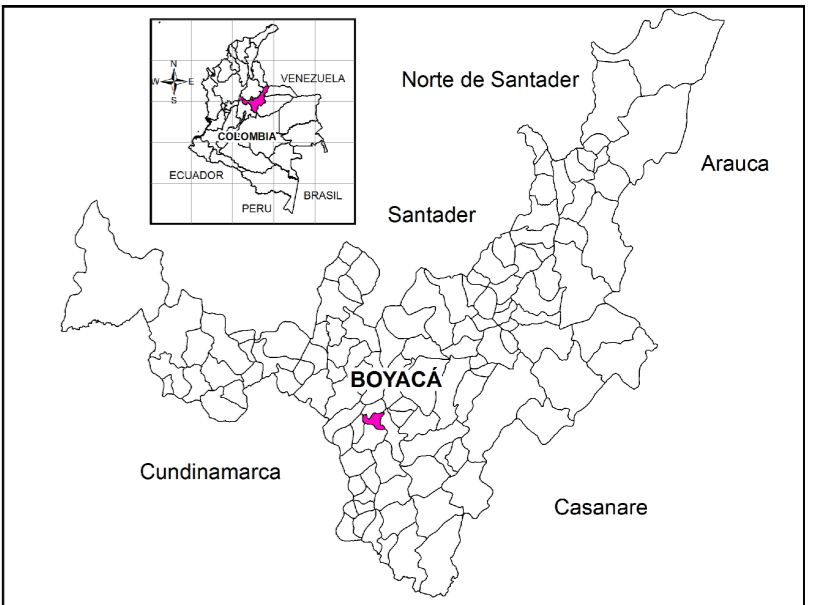 N
W E
S
VENEZUELA
COLOMBIA
ECUADOR
PERU
BRASIL
Norte de Santader
Arauca
Santader
BOYACÁ
Cundinamarca
Casanare